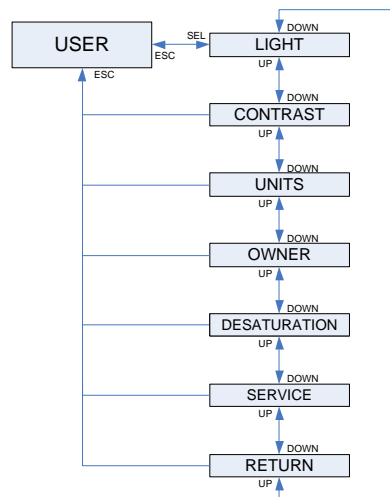 DOWN
USER
SEL
LIGHT
ESC
UP
ESC
DOWN
CONTRAST
UP
DOWN
UNITS
UP
DOWN
OWNER
UP
DOWN
DESATURATION
UP
DOWN
SERVICE
UP
DOWN
RETURN
UP